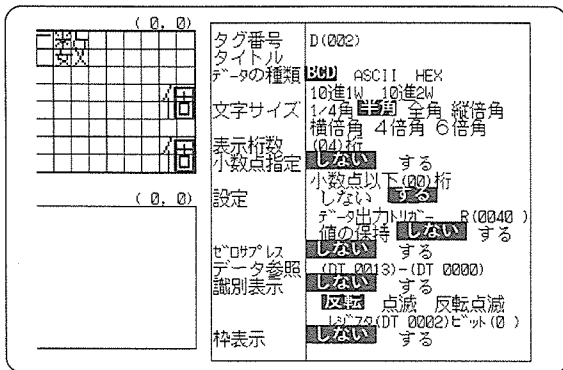 ( 0, 0)
数
個
個
( 0, 0)
タグ番号 D(002)
タイトル
データの種類 BCD ASCII HEX
10進1W 10進2W
文字サイズ 1/4角 半角 全角 縦倍角
横倍角 4倍角 6倍角
表示桁数 (04)桁
小数点指定 しない する
小数点以下(00)桁
設定 しない する
データ出力トリガー R(0040 )
値の保持 しない する
ゼロサプレス しない する
データ参照 (DT 0013)-(DT 0000)
識別表示 しない する
反転 点滅 反転点滅
レジスタ(DT 0002)ビット(0 )
枠表示 しない する